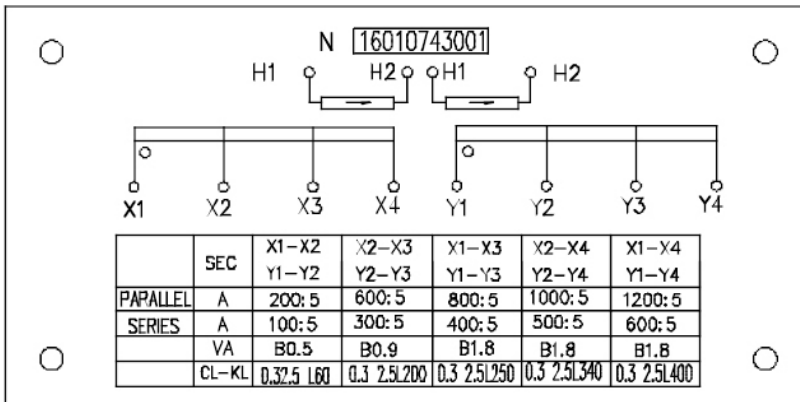 N 16010743001
H1 H2 H1 H2
X1 X2 X3 X4 Y1 Y2 Y3 Y4
SEC X1-X2 X2-X3 X1-X3 X2-X4 X1-X4
Y1-Y2 Y2-Y3 Y1-Y3 Y2-Y4 Y1-Y4
PARALLEL A 200:5 600:5 800:5 1000:5 1200:5
SERIES A 100:5 300:5 400:5 500:5 600:5
VA B0.5 B0.9 B1.8 B1.8 B1.8
CL-KL 0.32.5 L60 0.3 2.5L200 0.3 2.5L250 0.3 2.5L340 0.3 2.5L400